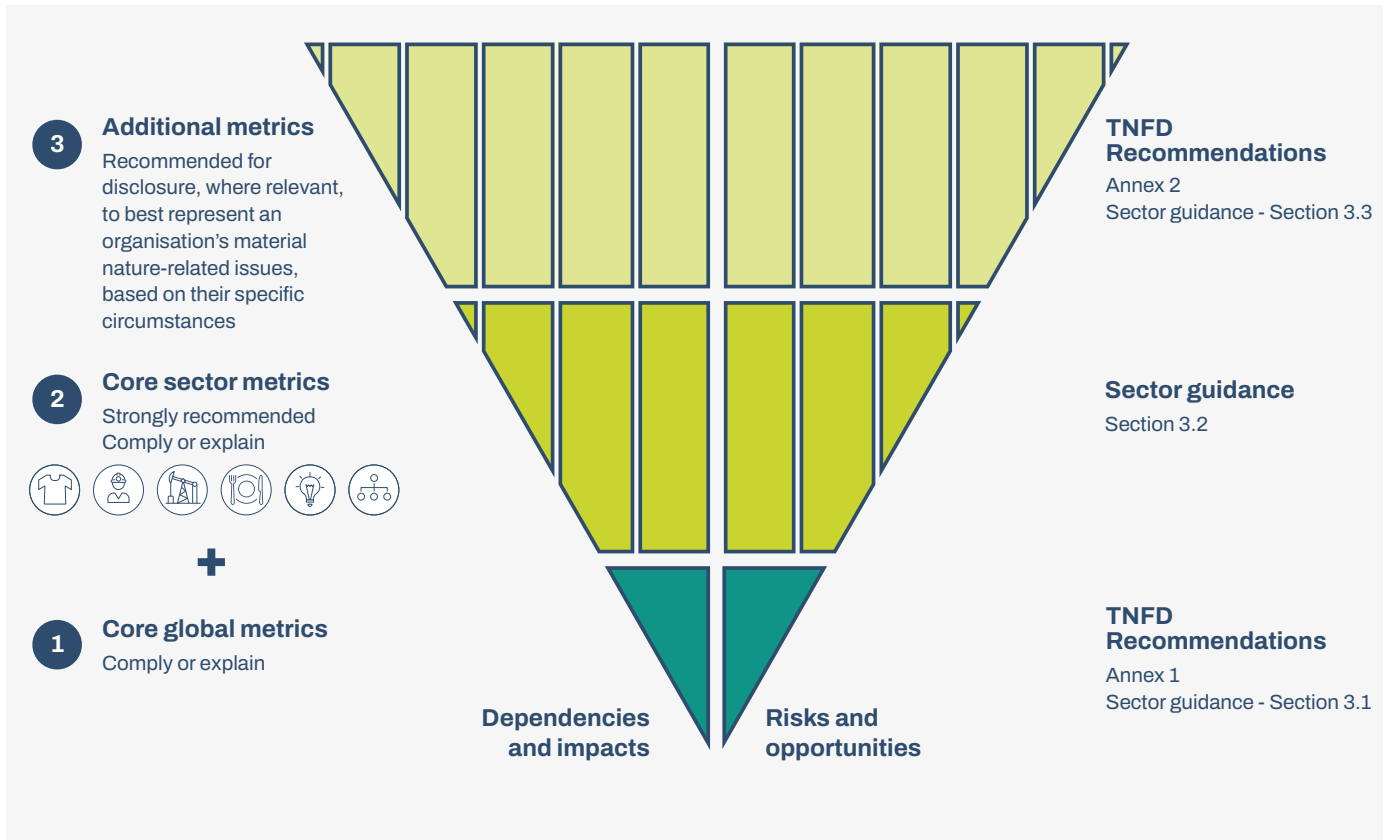 3
Additional metrics
Recommended for
disclosure, where relevant,
to best represent an
organisation's material
nature-related issues,
based on their specific
circumstances
TNFD
Recommendations
Annex 2
Sector guidance - Section 3.3
2
Core sector metrics
Strongly recommended
Comply or explain
Sector guidance
Section 3.2
1
Core global metrics
Comply or explain
TNFD
Recommendations
Annex 1
Sector guidance - Section 3.1
Dependencies
and impacts
Risks and
opportunities